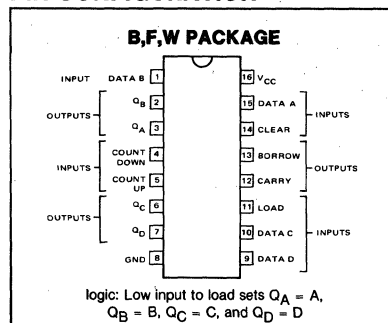 B,F,W PACKAGE
INPUT DATA B 1
16 VCC
OUTPUTS
QB 2
15 DATA A
INPUTS
QA 3
14 CLEAR
INPUTS
COUNT DOWN 4
13 BORROW
OUTPUTS
COUNT UP 5
12 CARRY
OUTPUTS
QC 6
11 LOAD
INPUTS
QD 7
10 DATA C
GND 8
9 DATA D
logic: Low input to load sets QA = A,
QB = B, QC = C, and QD = D